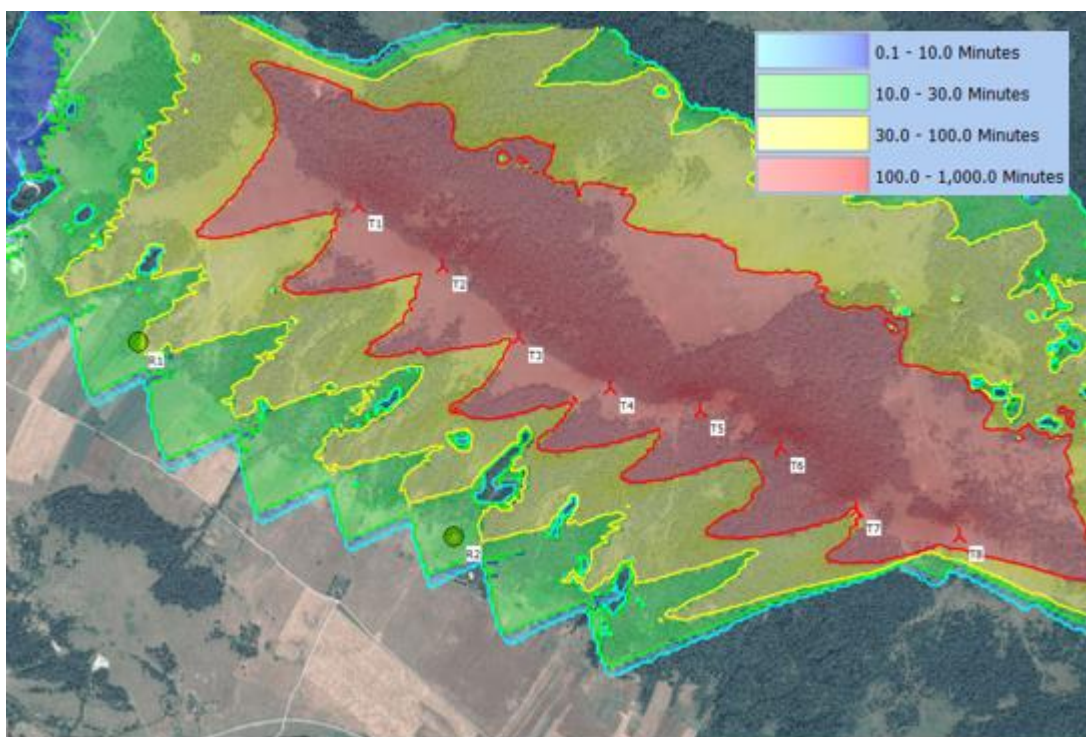 0.1 - 10.0 Minutes
10.0 - 30.0 Minutes
30.0 - 100.0 Minutes
100.0 - 1,000.0 Minutes
T1
T2
T3
R1
T4
T5
T6
T7
R2
T8